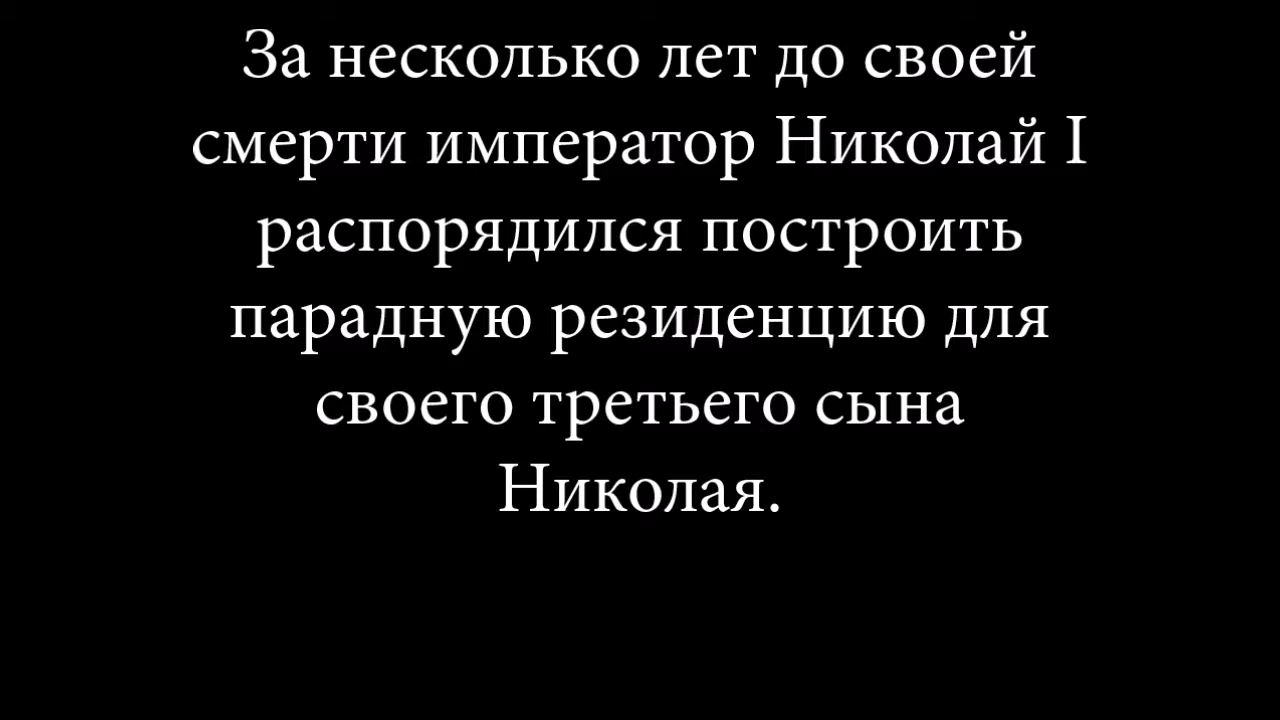 За несколько лет до своей
смерти император Николай I
распорядился построить
парадную резиденцию для
своего третьего сына
Николая.